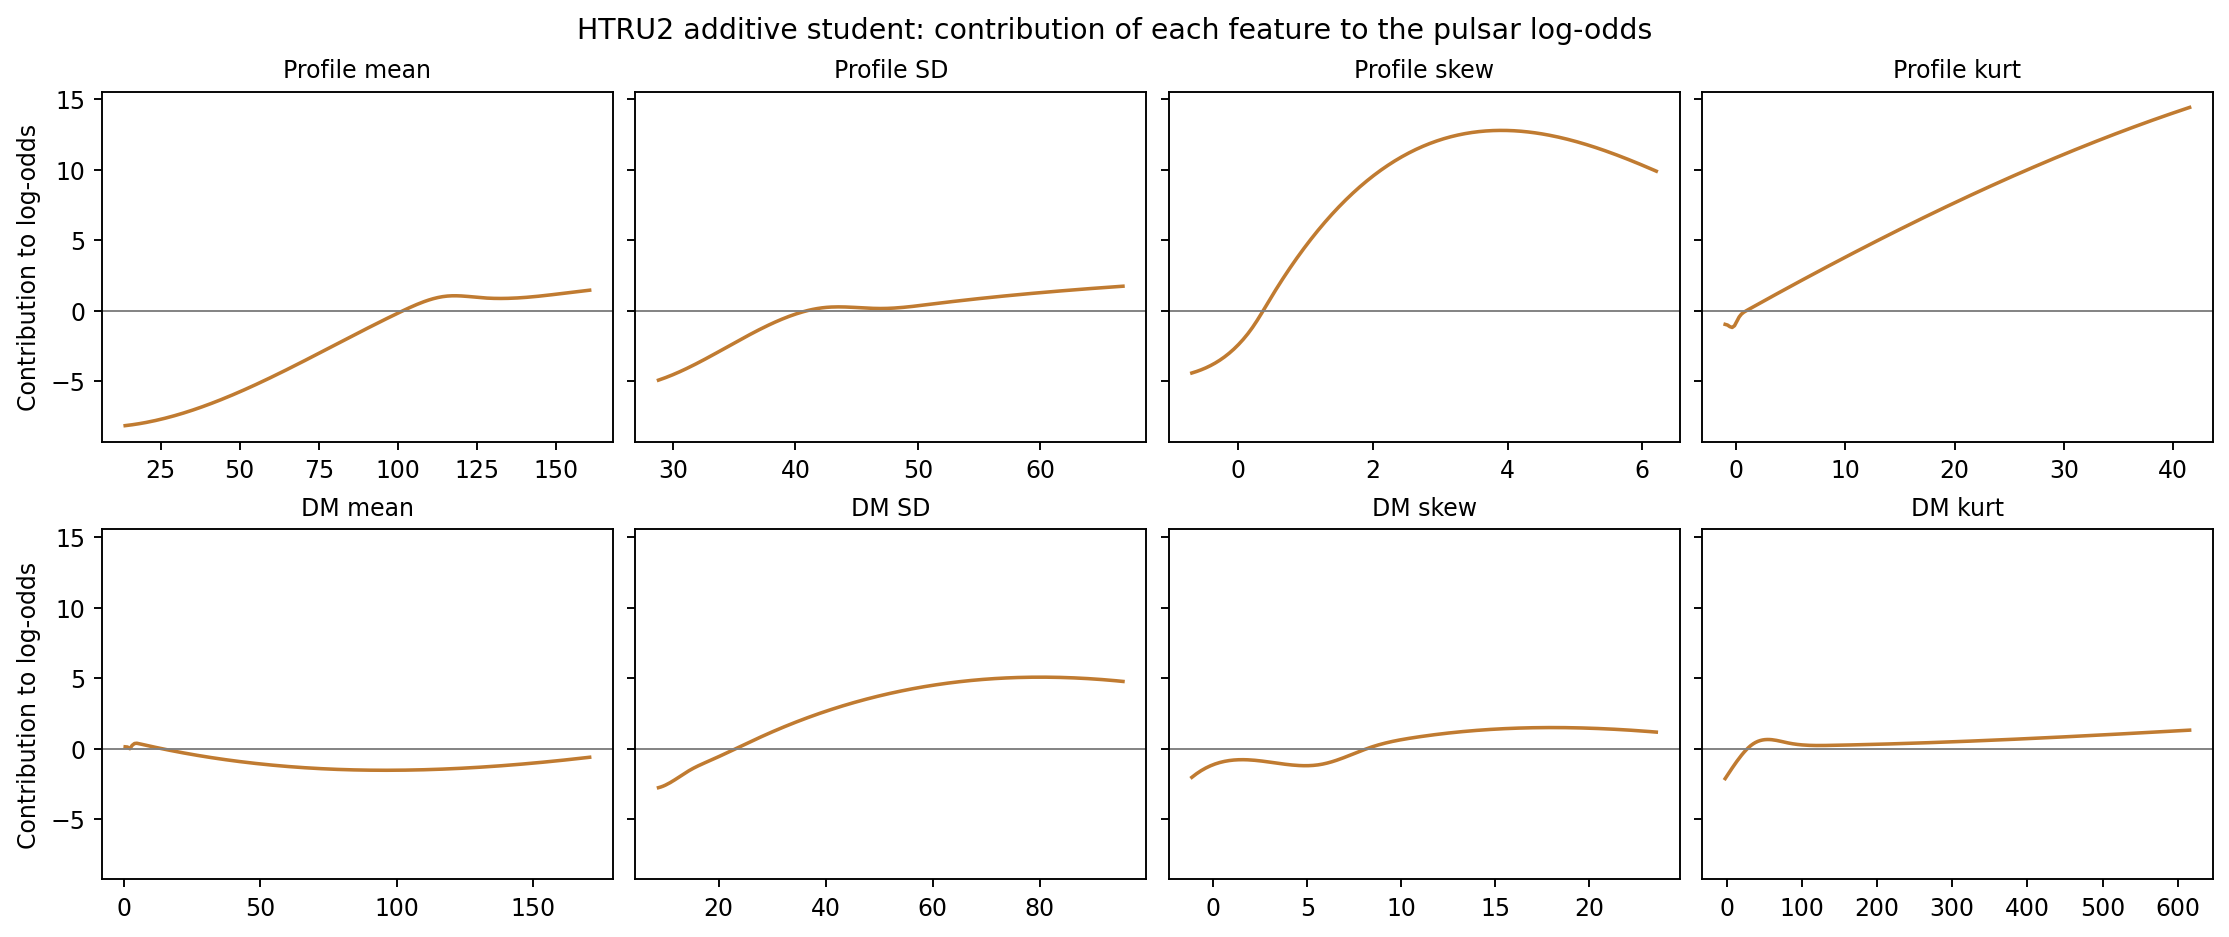 HTRU2 additive student: contribution of each feature to the pulsar log-odds
Profile mean Profile SD Profile skew Profile kurt
Contribution to log-odds
15
10
5
0
−5
25 50 75 100 125 150
30 40 50 60
0 2 4 6
0 10 20 30 40
DM mean DM SD DM skew DM kurt
Contribution to log-odds
15
10
5
0
−5
0 50 100 150
20 40 60 80
0 5 10 15 20
0 100 200 300 400 500 600